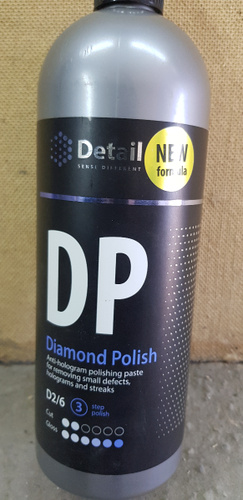 Detail
SENSE DIFFERENT
NEW
formula
DP
Diamond Polish
Anti-hologram polishing paste
for removing small defects,
holograms and streaks
D2/6
3
step
polish
Cut
Gloss